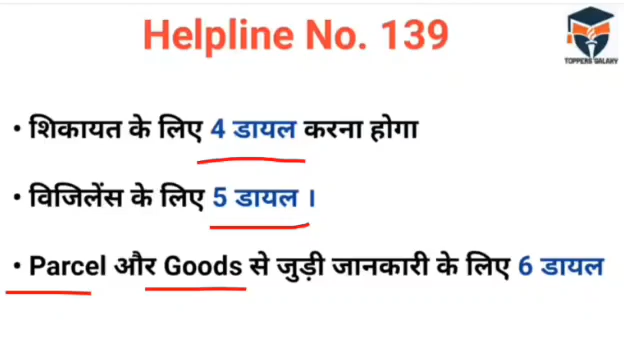 Helpline No. 139
TOPPERS GALAXY
• शिकायत के लिए 4 डायल करना होगा
• विजिलेंस के लिए 5 डायल ।
• Parcel और Goods से जुड़ी जानकारी के लिए 6 डायल